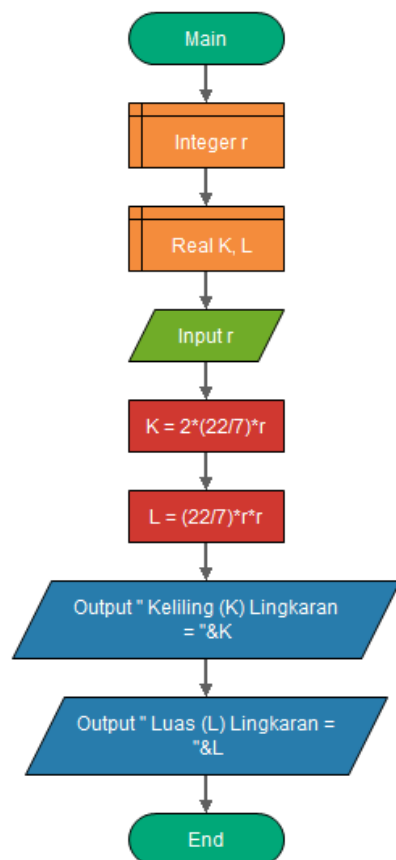 Main
Integer r
Real K, L
Input r
K = 2*(22/7)*r
L = (22/7)*r*r
Output " Keliling (K) Lingkaran
= "&K
Output " Luas (L) Lingkaran =
"&L
End